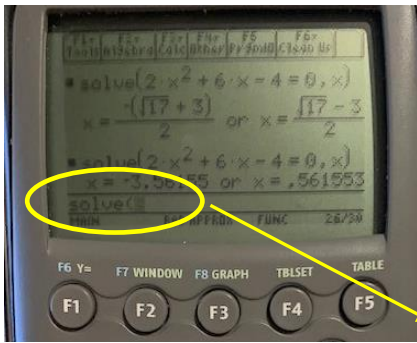 F1▾ F2▾ F3▾ F4▾ F5 F6▾
Tools Algebra Calc Other PrgmIO Clean Up
▪ solve(2·x² + 6·x - 4 = 0, x)
x = -(√17 + 3)/2 or x = √17 - 3/2
▪ solve(2·x² + 6·x - 4 = 0, x)
x = -3.56155 or x = .561553
solve(
MAIN RAD APPROX FUNC 26/30
F6 Y= F7 WINDOW F8 GRAPH TBLSET TABLE
F1 F2 F3 F4 F5